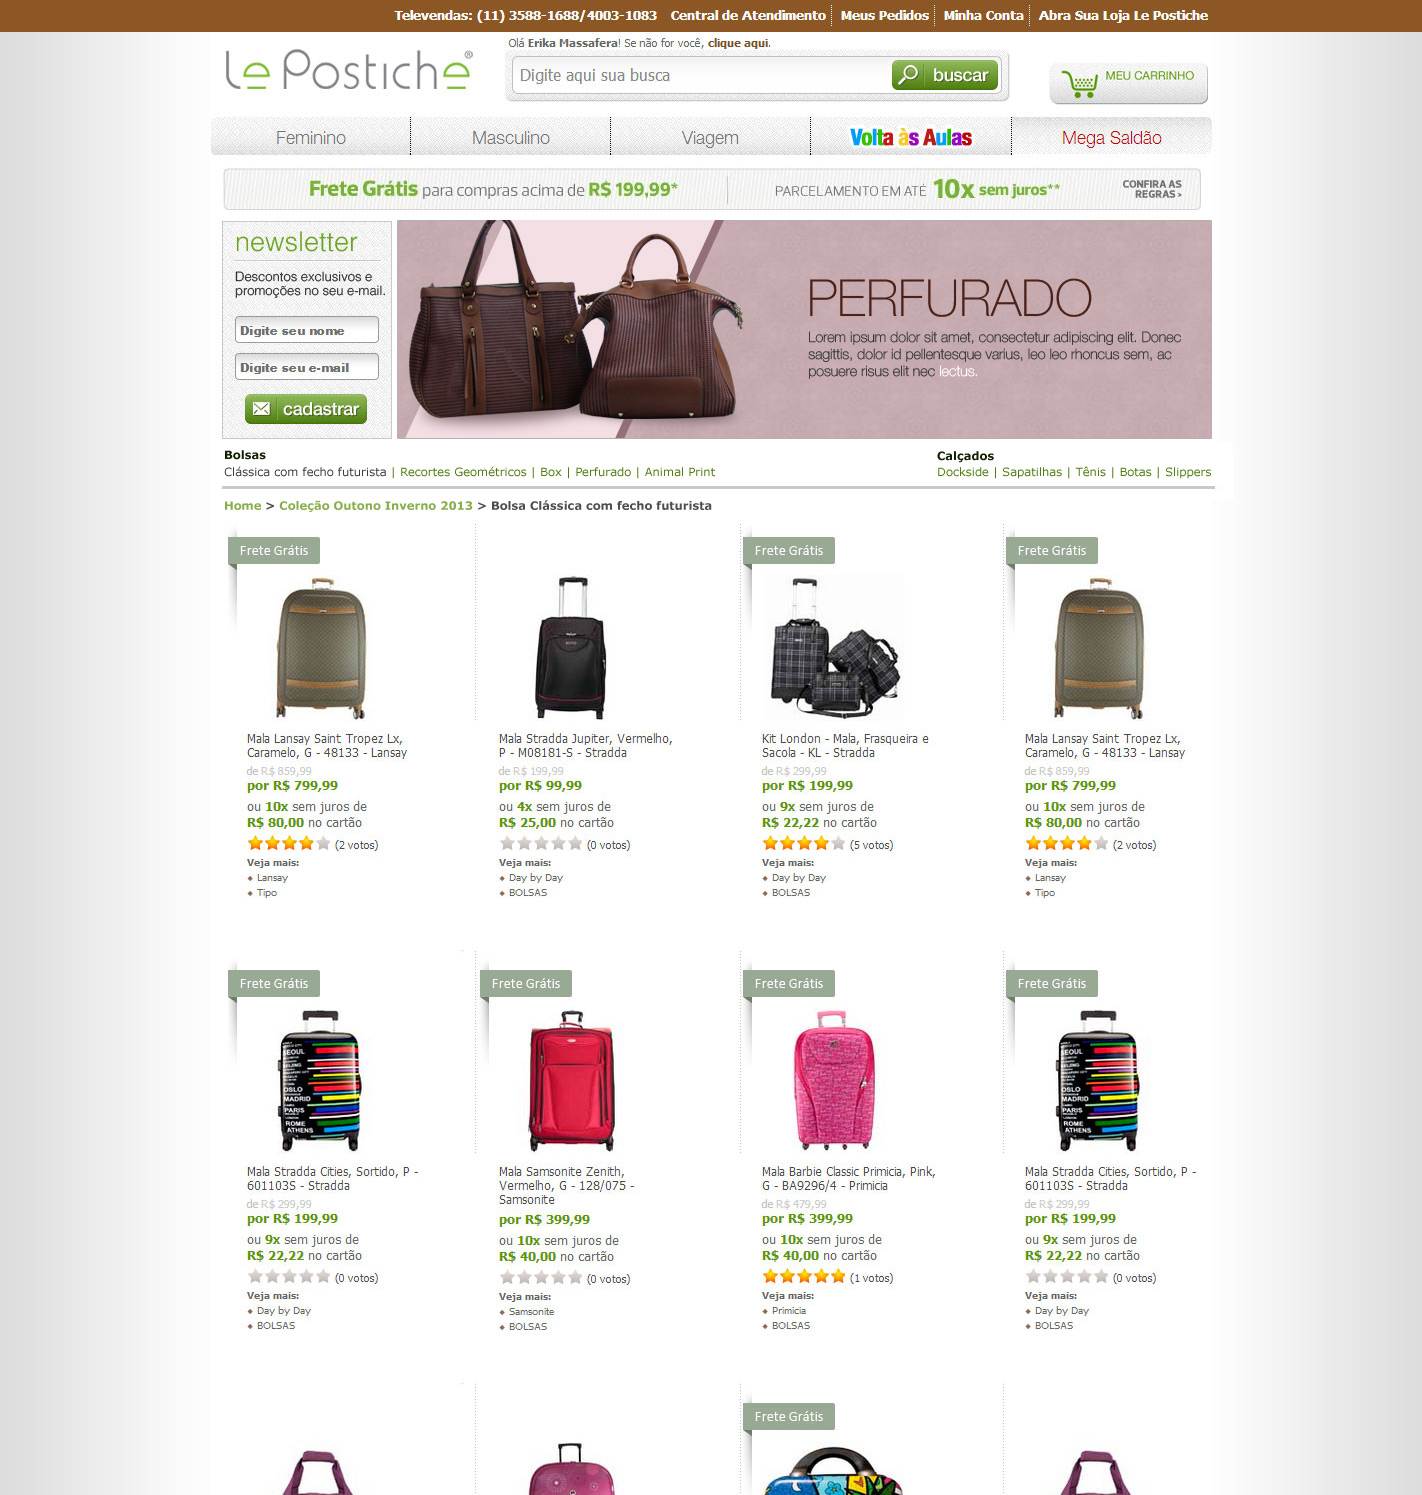 Televendas: (11) 3588-1688/4003-1083 Central de Atendimento Meus Pedidos Minha Conta Abra Sua Loja Le Postiche
Olá Erika Massafera! Se não for você, clique aqui.
Le Postiche®
Digite aqui sua busca
buscar
MEU CARRINHO
Feminino Masculino Viagem Volta às Aulas Mega Saldão
Frete Grátis para compras acima de R$ 199,99*
PARCELAMENTO EM ATÉ 10x sem juros**
CONFIRA AS
REGRAS >
newsletter
Descontos exclusivos e
promoções no seu e-mail.
Digite seu nome
Digite seu e-mail
cadastrar
PERFURADO
Lorem ipsum dolor sit amet, consectetur adipiscing elit. Donec
sagittis, dolor id pellentesque varius, leo leo rhoncus sem, ac
posuere risus elit nec lectus.
Bolsas
Clássica com fecho futurista | Recortes Geométricos | Box | Perfurado | Animal Print
Calçados
Dockside | Sapatilhas | Tênis | Botas | Slippers
Home > Coleção Outono Inverno 2013 > Bolsa Clássica com fecho futurista
Frete Grátis
Mala Lansay Saint Tropez Lx,
Caramelo, G - 48133 - Lansay
de R$ 859,99
por R$ 799,99
ou 10x sem juros de
R$ 80,00 no cartão
(2 votos)
Veja mais:
Lansay
Tipo
Mala Stradda Jupiter, Vermelho,
P - M08181-S - Stradda
de R$ 199,99
por R$ 99,99
ou 4x sem juros de
R$ 25,00 no cartão
(0 votos)
Veja mais:
Day by Day
BOLSAS
Frete Grátis
Kit London - Mala, Frasqueira e
Sacola - KL - Stradda
de R$ 299,99
por R$ 199,99
ou 9x sem juros de
R$ 22,22 no cartão
(5 votos)
Veja mais:
Day by Day
BOLSAS
Frete Grátis
Mala Lansay Saint Tropez Lx,
Caramelo, G - 48133 - Lansay
de R$ 859,99
por R$ 799,99
ou 10x sem juros de
R$ 80,00 no cartão
(2 votos)
Veja mais:
Lansay
Tipo
Frete Grátis
SEOUL
BEIJING
OSLO
MADRID
PARIS
ROME
ATHENS
Mala Stradda Cities, Sortido, P -
601103S - Stradda
de R$ 299,99
por R$ 199,99
ou 9x sem juros de
R$ 22,22 no cartão
(0 votos)
Veja mais:
Day by Day
BOLSAS
Frete Grátis
Mala Samsonite Zenith,
Vermelho, G - 128/075 -
Samsonite
por R$ 399,99
ou 10x sem juros de
R$ 40,00 no cartão
(0 votos)
Veja mais:
Samsonite
BOLSAS
Frete Grátis
Mala Barbie Classic Primicia, Pink,
G - BA9296/4 - Primicia
de R$ 479,99
por R$ 399,99
ou 10x sem juros de
R$ 40,00 no cartão
(1 votos)
Veja mais:
Primicia
BOLSAS
Frete Grátis
SEOUL
BEIJING
OSLO
MADRID
PARIS
ROME
ATHENS
Mala Stradda Cities, Sortido, P -
601103S - Stradda
de R$ 299,99
por R$ 199,99
ou 9x sem juros de
R$ 22,22 no cartão
(0 votos)
Veja mais:
Day by Day
BOLSAS
Frete Grátis